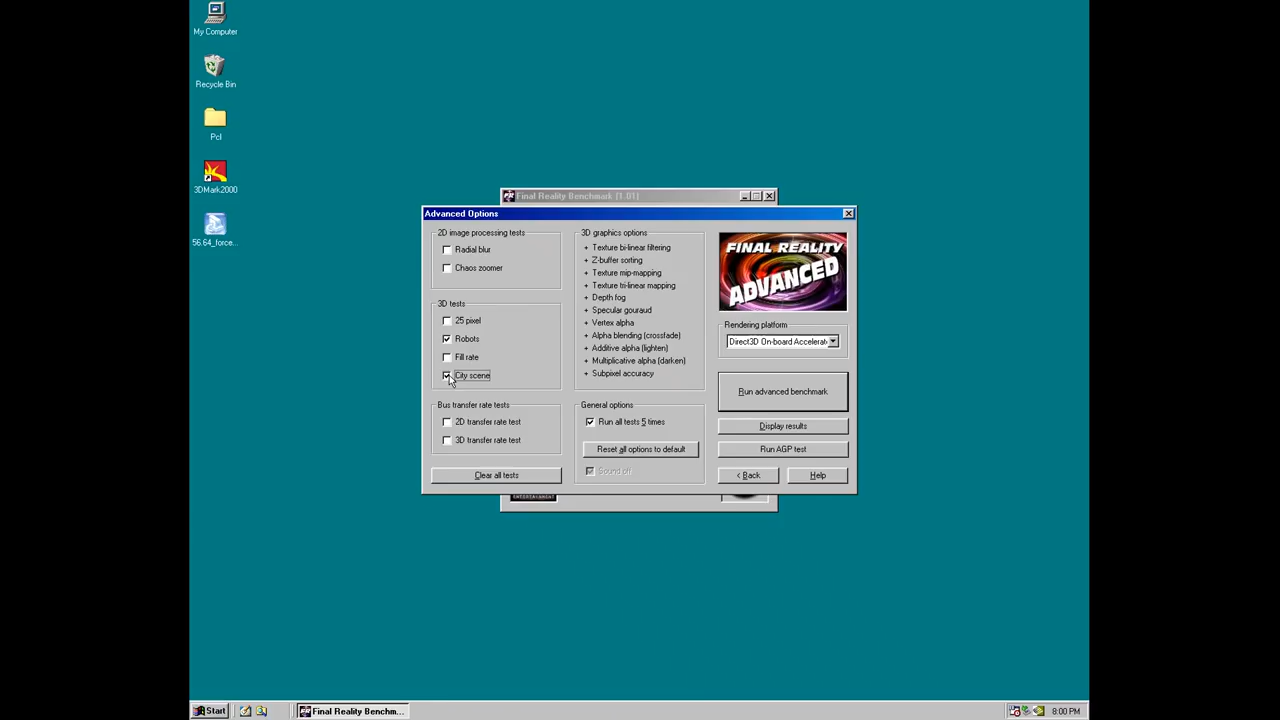 My Computer
Recycle Bin
Pcl
3DMark2000
56.64_force...
Final Reality Benchmark (1.01)
Advanced Options
2D image processing tests
Radial blur
Chaos zoomer
3D tests
25 pixel
Robots
Fill rate
City scene
Bus transfer rate tests
2D transfer rate test
3D transfer rate test
Clear all tests
3D graphics options
+ Texture bi-linear filtering
+ Z-buffer sorting
+ Texture mip-mapping
+ Texture tri-linear mapping
+ Depth fog
+ Specular gouraud
+ Vertex alpha
+ Alpha blending (crossfade)
+ Additive alpha (lighten)
+ Multiplicative alpha (darken)
+ Subpixel accuracy
General options
Run all tests 5 times
Reset all options to default
Sound off
FINAL REALITY
ADVANCED
Rendering platform
Direct3D On-board Accelerat
Run advanced benchmark
Display results
Run AGP test
< Back
Help
ENTERTAINMENT
Start
Final Reality Benchm...
8:00 PM